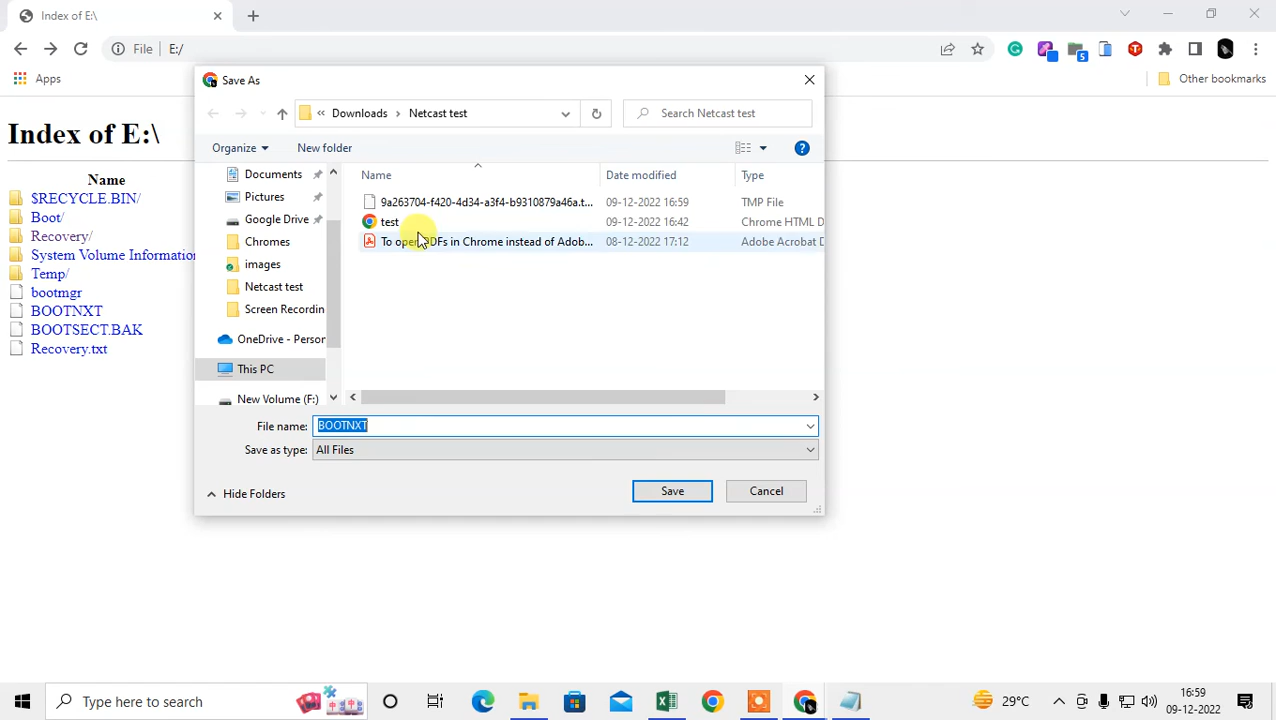 Index of E:\
File E:/
5
Apps
Other bookmarks
Index of E:\
Name
$RECYCLE.BIN/
Boot/
Recovery/
System Volume Information
Temp/
bootmgr
BOOTNXT
BOOTSECT.BAK
Recovery.txt
Save As
« Downloads › Netcast test
Search Netcast test
Organize
New folder
Documents
Pictures
Google Drive
Chromes
images
Netcast test
Screen Recordin
OneDrive - Person
This PC
New Volume (F:)
Name Date modified Type
9a263704-f420-4d34-a3f4-b9310879a46a.t... 09-12-2022 16:59 TMP File
test 09-12-2022 16:42 Chrome HTML D
To open PDFs in Chrome instead of Adob... 08-12-2022 17:12 Adobe Acrobat D
File name: BOOTNXT
Save as type: All Files
Hide Folders
Save
Cancel
Type here to search
29°C
16:59
09-12-2022